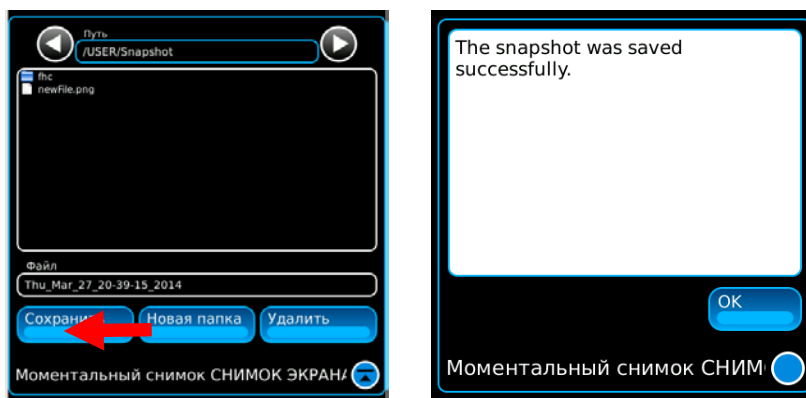 Путь
/USER/Snapshot
fhc
newFile.png
Файл
Thu_Mar_27_20-39-15_2014
Новая папка
Удалить
Моментальный снимок СНИМОК ЭКРАНА
The snapshot was saved
successfully.
OK
Моментальный снимок СНИМ